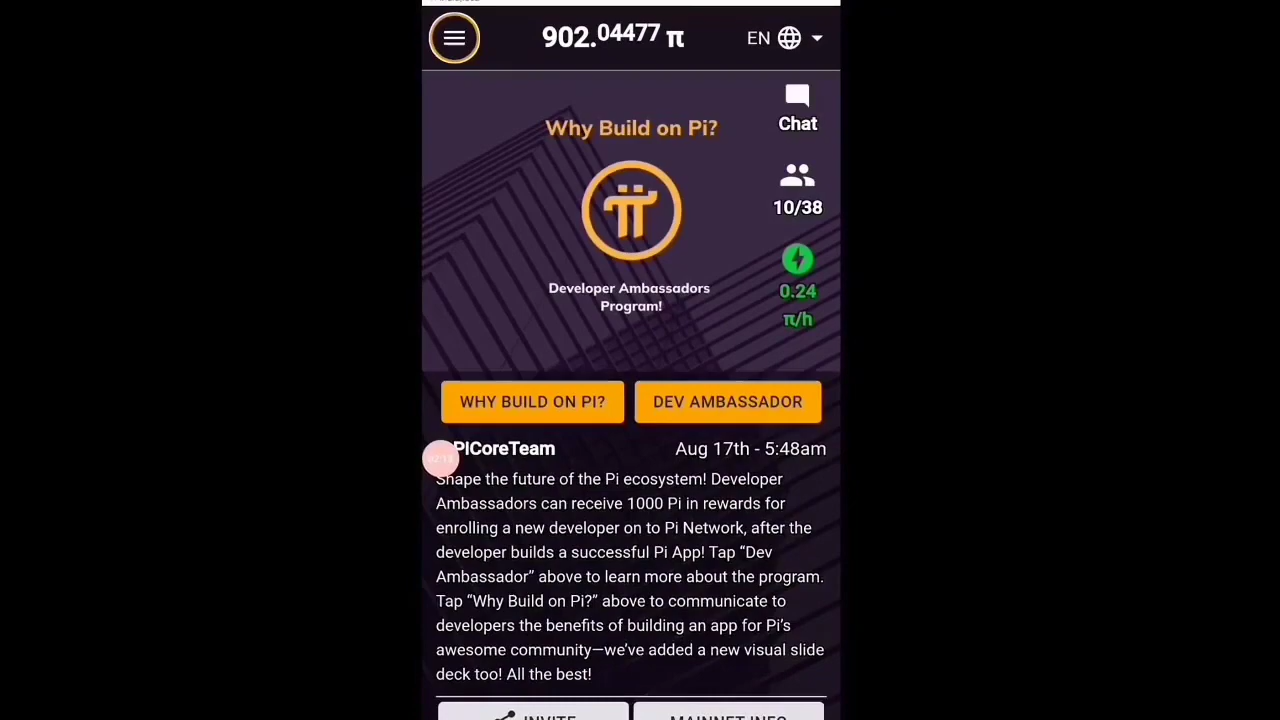 902.04477 π
EN
Why Build on Pi?
Chat
10/38
0.24
π/h
Developer Ambassadors
Program!
WHY BUILD ON PI?
DEV AMBASSADOR
PiCoreTeam
Aug 17th - 5:48am
Shape the future of the Pi ecosystem! Developer
Ambassadors can receive 1000 Pi in rewards for
enrolling a new developer on to Pi Network, after the
developer builds a successful Pi App! Tap “Dev
Ambassador” above to learn more about the program.
Tap “Why Build on Pi?” above to communicate to
developers the benefits of building an app for Pi’s
awesome community—we’ve added a new visual slide
deck too! All the best!
INVITE
MAINNET INFO